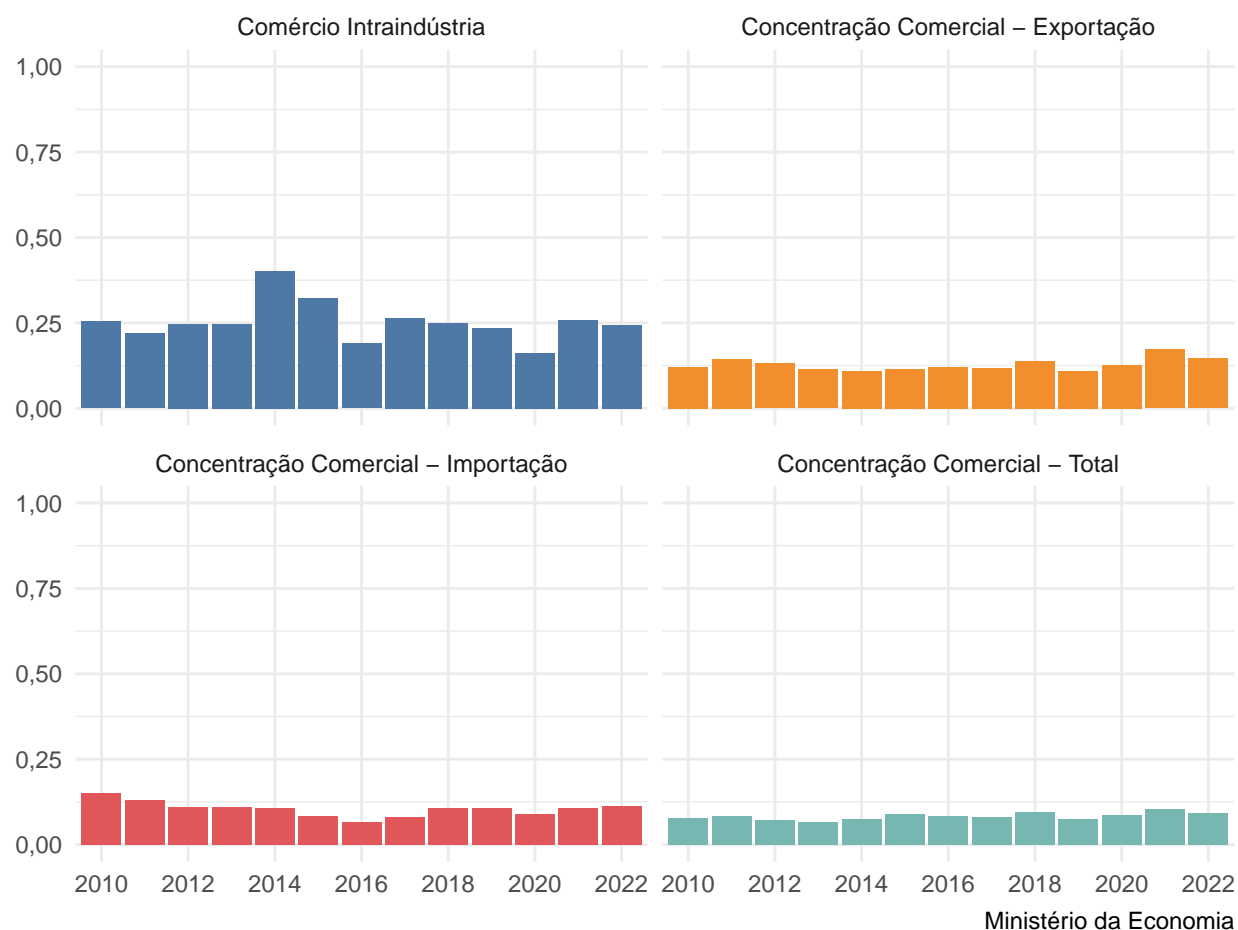 Comércio Intraindústria
Concentração Comercial – Exportação
1,00
0,75
0,50
0,25
0,00
Concentração Comercial – Importação
Concentração Comercial – Total
1,00
0,75
0,50
0,25
0,00
2010 2012 2014 2016 2018 2020 2022
2010 2012 2014 2016 2018 2020 2022
Ministério da Economia